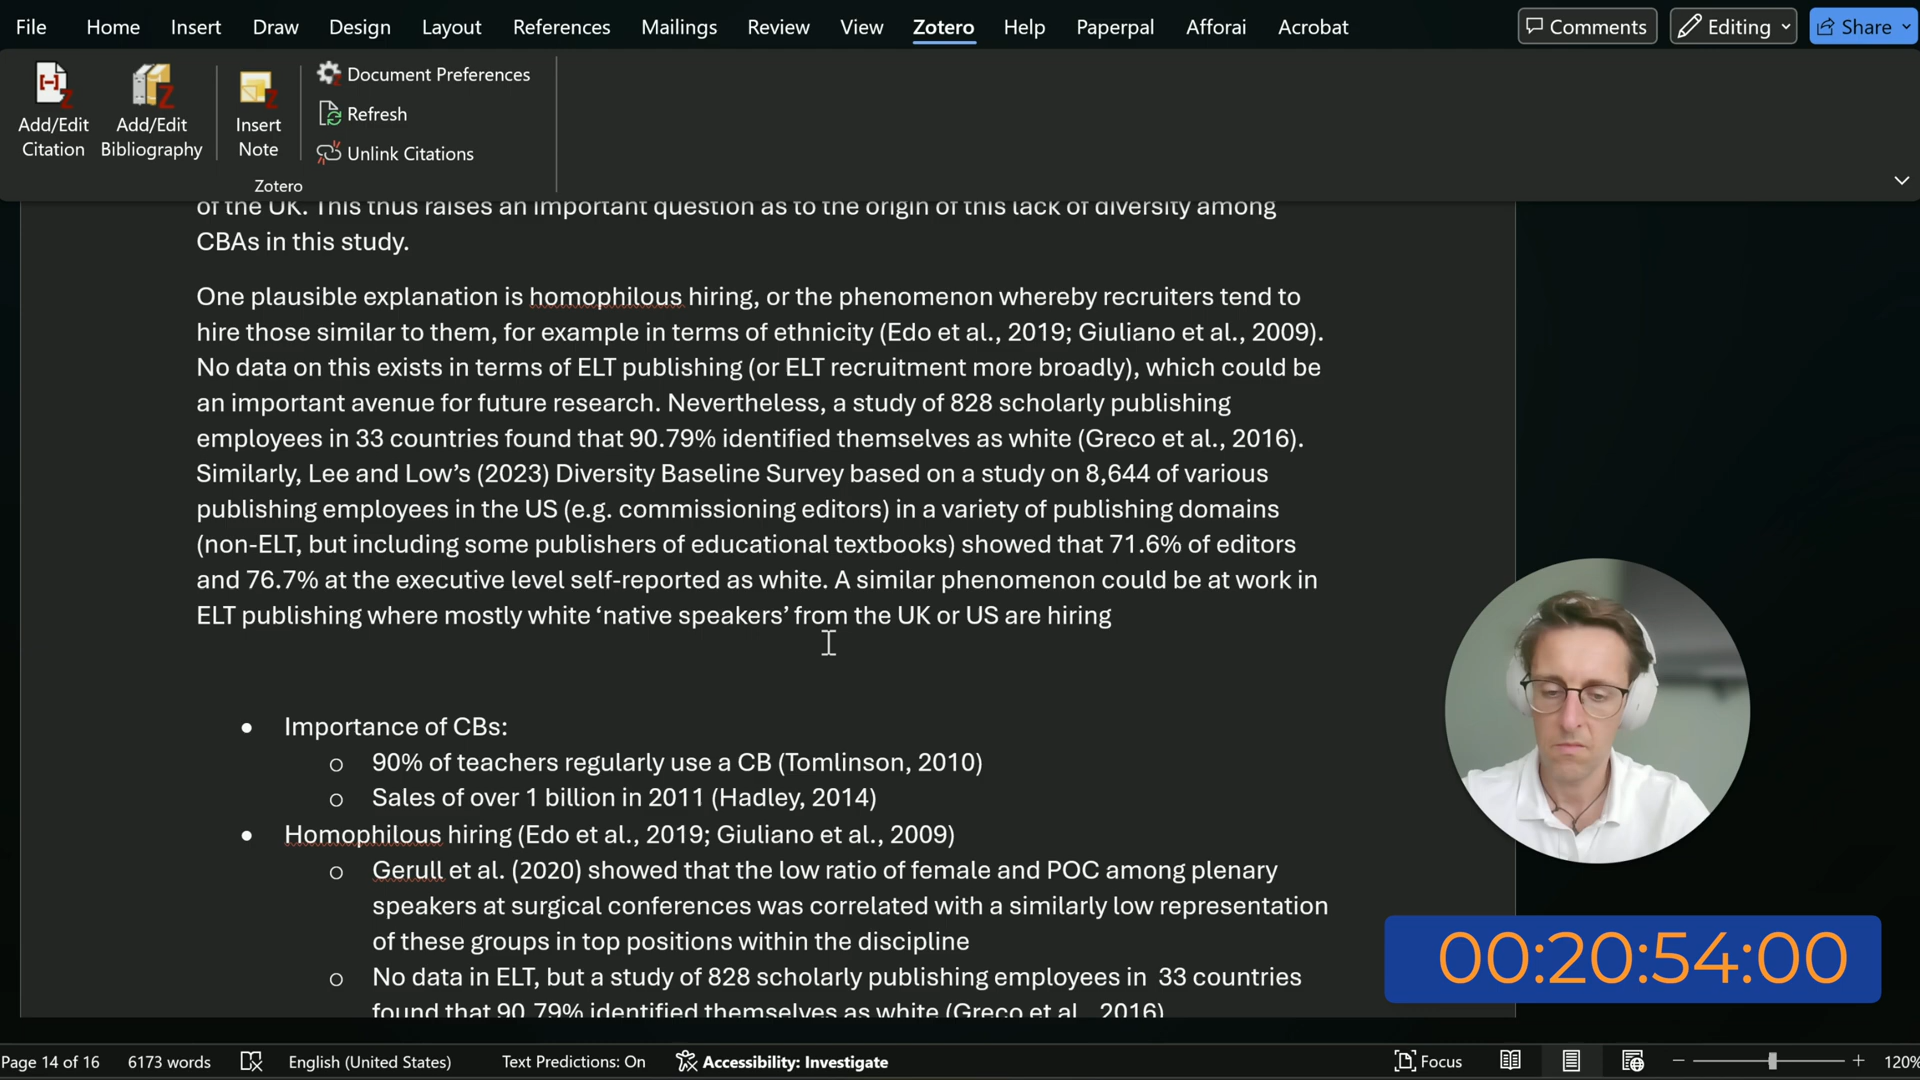 File Home Insert Draw Design Layout References Mailings Review View Zotero Help Paperpal Afforai Acrobat Comments Editing Share
Add/Edit Citation
Add/Edit Bibliography
Insert Note
Document Preferences
Refresh
Unlink Citations
Zotero
of the UK. This thus raises an important question as to the origin of this lack of diversity among
CBAs in this study.
One plausible explanation is homophilous hiring, or the phenomenon whereby recruiters tend to
hire those similar to them, for example in terms of ethnicity (Edo et al., 2019; Giuliano et al., 2009).
No data on this exists in terms of ELT publishing (or ELT recruitment more broadly), which could be
an important avenue for future research. Nevertheless, a study of 828 scholarly publishing
employees in 33 countries found that 90.79% identified themselves as white (Greco et al., 2016).
Similarly, Lee and Low’s (2023) Diversity Baseline Survey based on a study on 8,644 of various
publishing employees in the US (e.g. commissioning editors) in a variety of publishing domains
(non-ELT, but including some publishers of educational textbooks) showed that 71.6% of editors
and 76.7% at the executive level self-reported as white. A similar phenomenon could be at work in
ELT publishing where mostly white ‘native speakers’ from the UK or US are hiring
• Importance of CBs:
o 90% of teachers regularly use a CB (Tomlinson, 2010)
o Sales of over 1 billion in 2011 (Hadley, 2014)
• Homophilous hiring (Edo et al., 2019; Giuliano et al., 2009)
o Gerull et al. (2020) showed that the low ratio of female and POC among plenary
speakers at surgical conferences was correlated with a similarly low representation
of these groups in top positions within the discipline
o No data in ELT, but a study of 828 scholarly publishing employees in 33 countries
found that 90.79% identified themselves as white (Greco et al., 2016)
00:20:54:00
Page 14 of 16 6173 words English (United States) Text Predictions: On Accessibility: Investigate Focus 120%